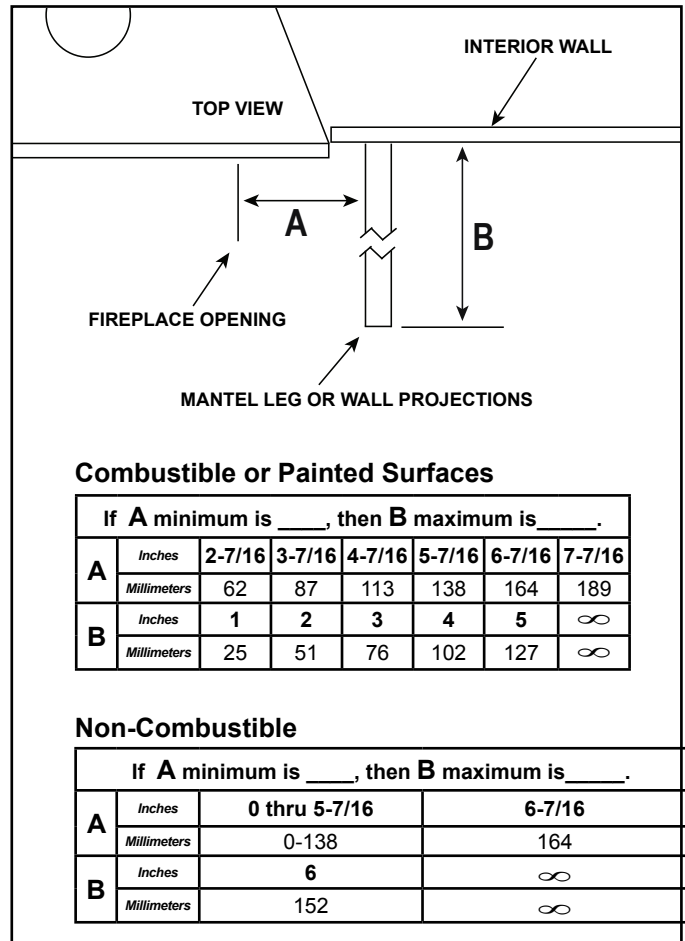 INTERIOR WALL
TOP VIEW
A
B
FIREPLACE OPENING
MANTEL LEG OR WALL PROJECTIONS
Combustible or Painted Surfaces
If A minimum is ____, then B maximum is_____.
A Inches 2-7/16 3-7/16 4-7/16 5-7/16 6-7/16 7-7/16
Millimeters 62 87 113 138 164 189
B Inches 1 2 3 4 5 ∞
Millimeters 25 51 76 102 127 ∞
Non-Combustible
If A minimum is ____, then B maximum is_____.
A Inches 0 thru 5-7/16 6-7/16
Millimeters 0-138 164
B Inches 6 ∞
Millimeters 152 ∞